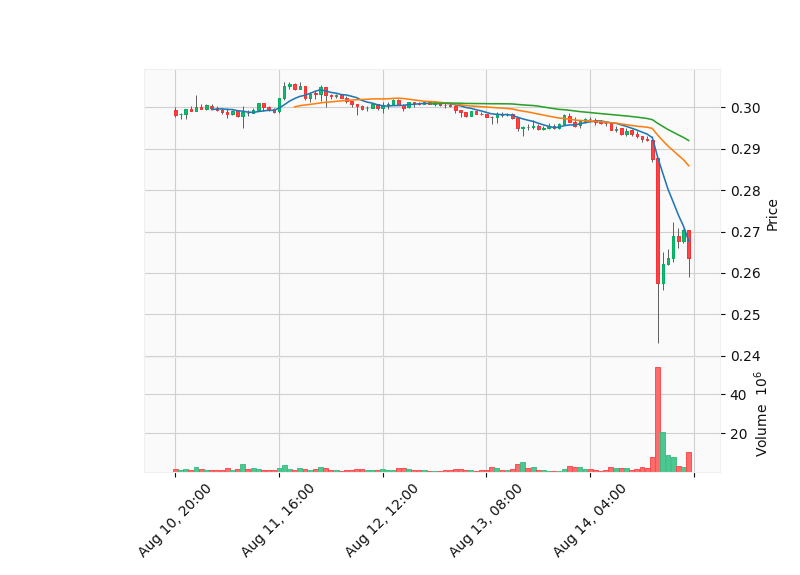 0.30
0.29
0.28
0.27
0.26
0.25
0.24
Price
40
20
Volume 10⁶
Aug 10, 20:00
Aug 11, 16:00
Aug 12, 12:00
Aug 13, 08:00
Aug 14, 04:00